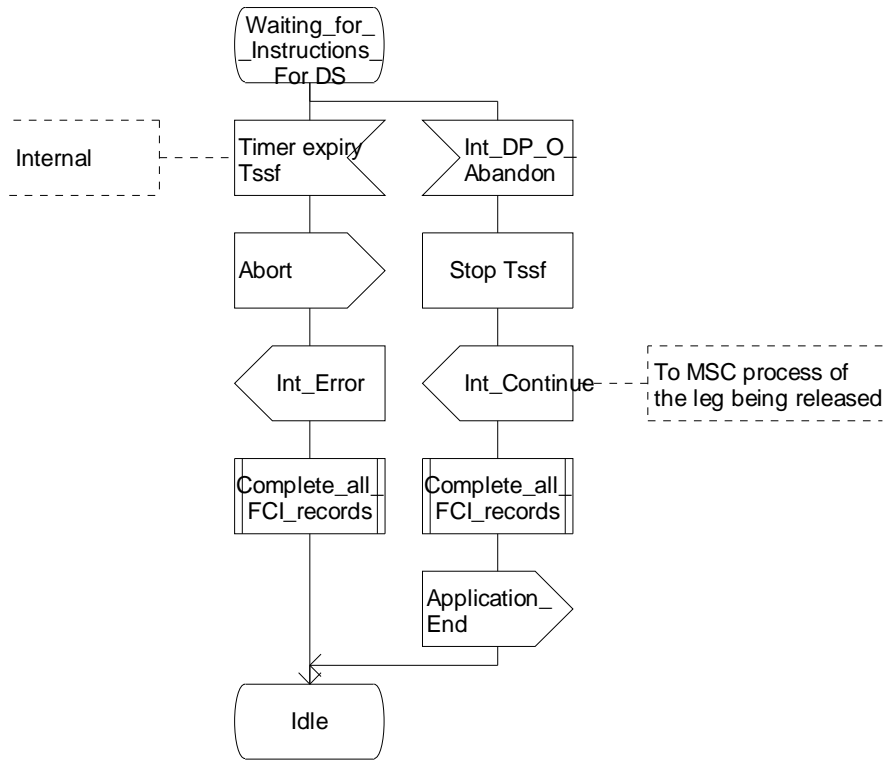 Waiting_for_
_Instructions_
For DS
Internal
Timer expiry
Tssf
Int_DP_O_
Abandon
Abort
Stop Tssf
Int_Error
Int_Continue
To MSC process of
the leg being released
Complete_all_
FCI_records
Complete_all_
FCI_records
Application_
End
Idle